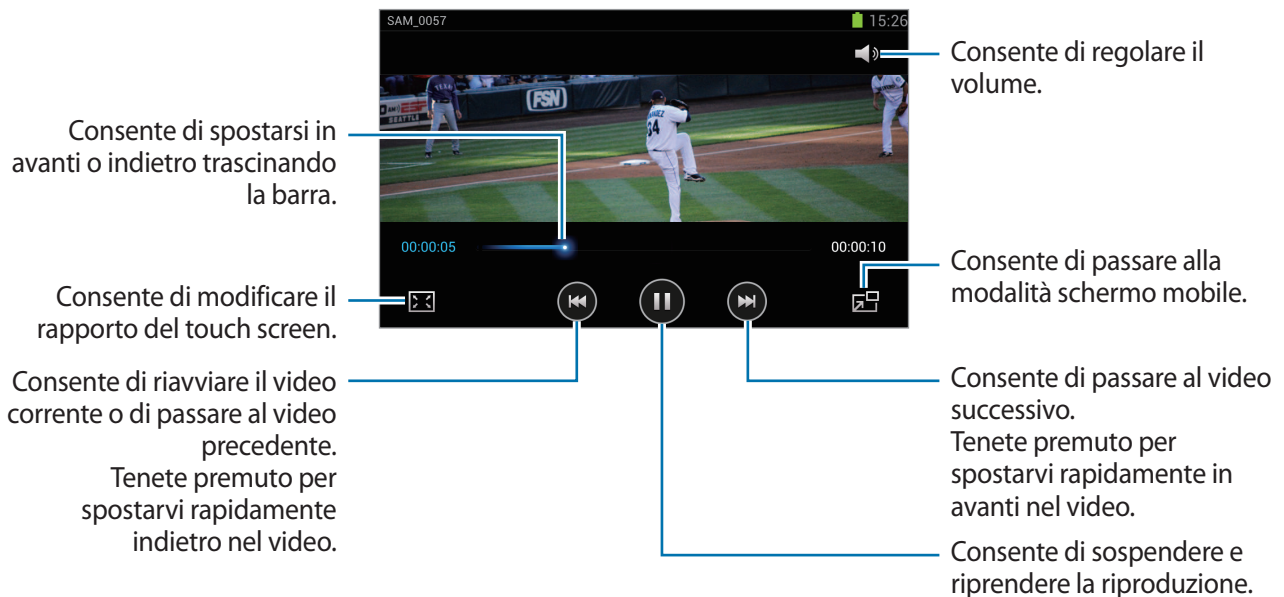 SAM_0057
15:26
Consente di regolare il
volume.
TEXAS
FSN
SEATTLE
64
Consente di spostarsi in
avanti o indietro trascinando
la barra.
00:00:05
00:00:10
Consente di passare alla
modalità schermo mobile.
Consente di modificare il
rapporto del touch screen.
Consente di riavviare il video
corrente o di passare al video
precedente.
Tenete premuto per
spostarvi rapidamente
indietro nel video.
Consente di passare al video
successivo.
Tenete premuto per
spostarvi rapidamente in
avanti nel video.
Consente di sospendere e
riprendere la riproduzione.